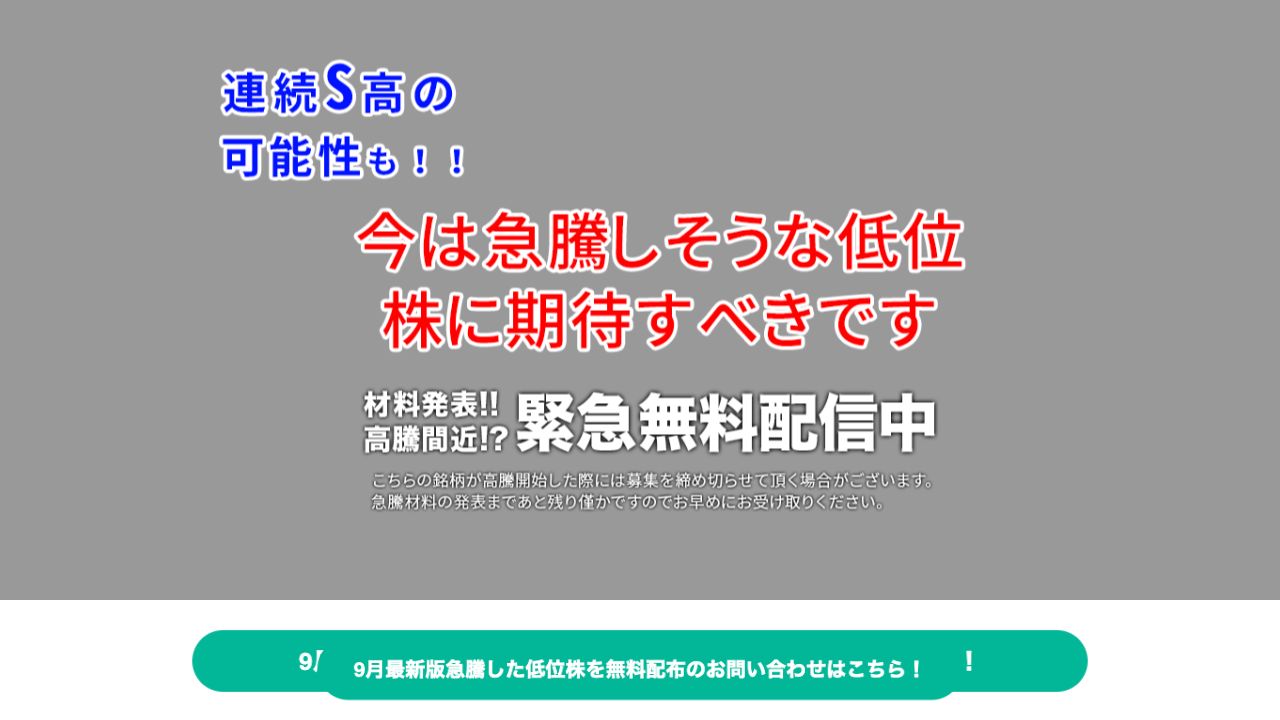 連続S高の
可能性も！！
今は急騰しそうな低位
株に期待すべきです
材料発表!!
高騰間近!?
緊急無料配信中
こちらの銘柄が高騰開始した際には募集を締め切らせて頂く場合がございます。
急騰材料の発表まであと残り僅かですのでお早めにお受け取りください。
9月最新版急騰した低位株を無料配布のお問い合わせはこちら！